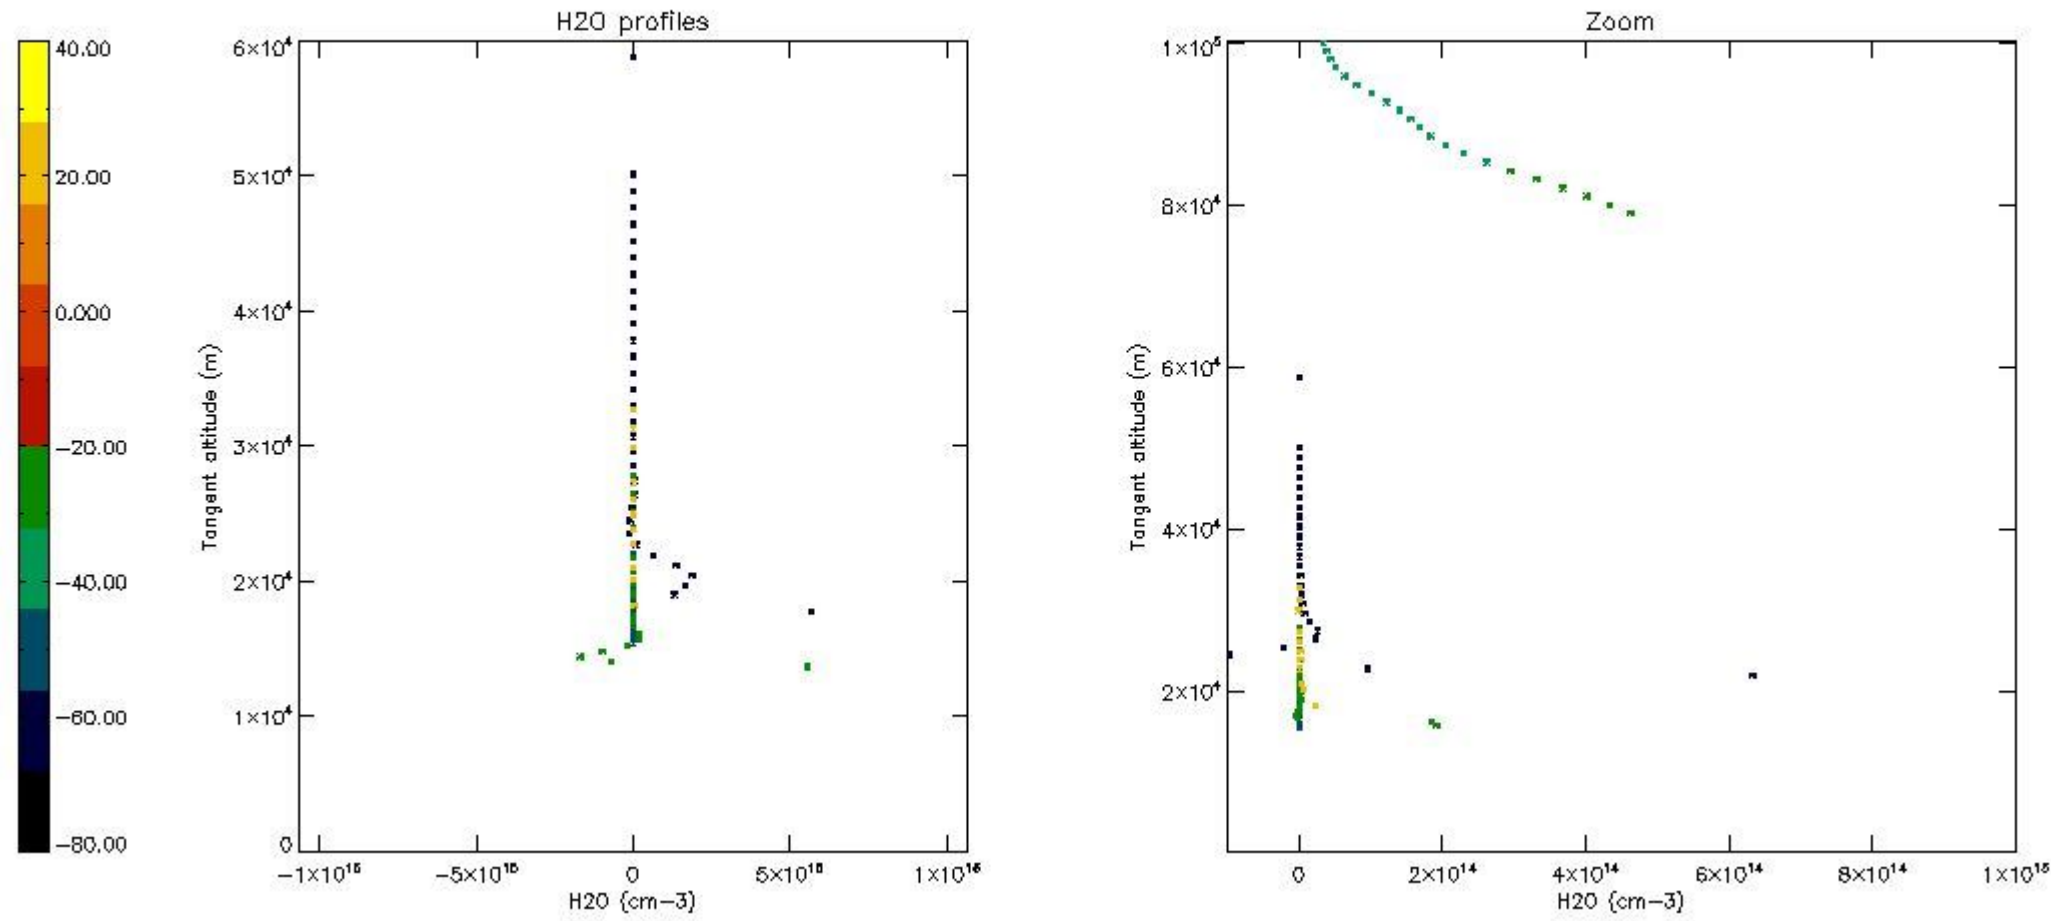 H2O profiles
40.00
20.00
0.000
−20.00
−40.00
−60.00
−80.00
Tangent altitude (m)
6×10⁴
5×10⁴
4×10⁴
3×10⁴
2×10⁴
1×10⁴
0
−1×10¹⁶ −5×10¹⁵ 0 5×10¹⁵ 1×10¹⁶
H2O (cm−3)
Zoom
Tangent altitude (m)
1×10⁵
8×10⁴
6×10⁴
4×10⁴
2×10⁴
0 2×10¹⁴ 4×10¹⁴ 6×10¹⁴ 8×10¹⁴ 1×10¹⁵
H2O (cm−3)